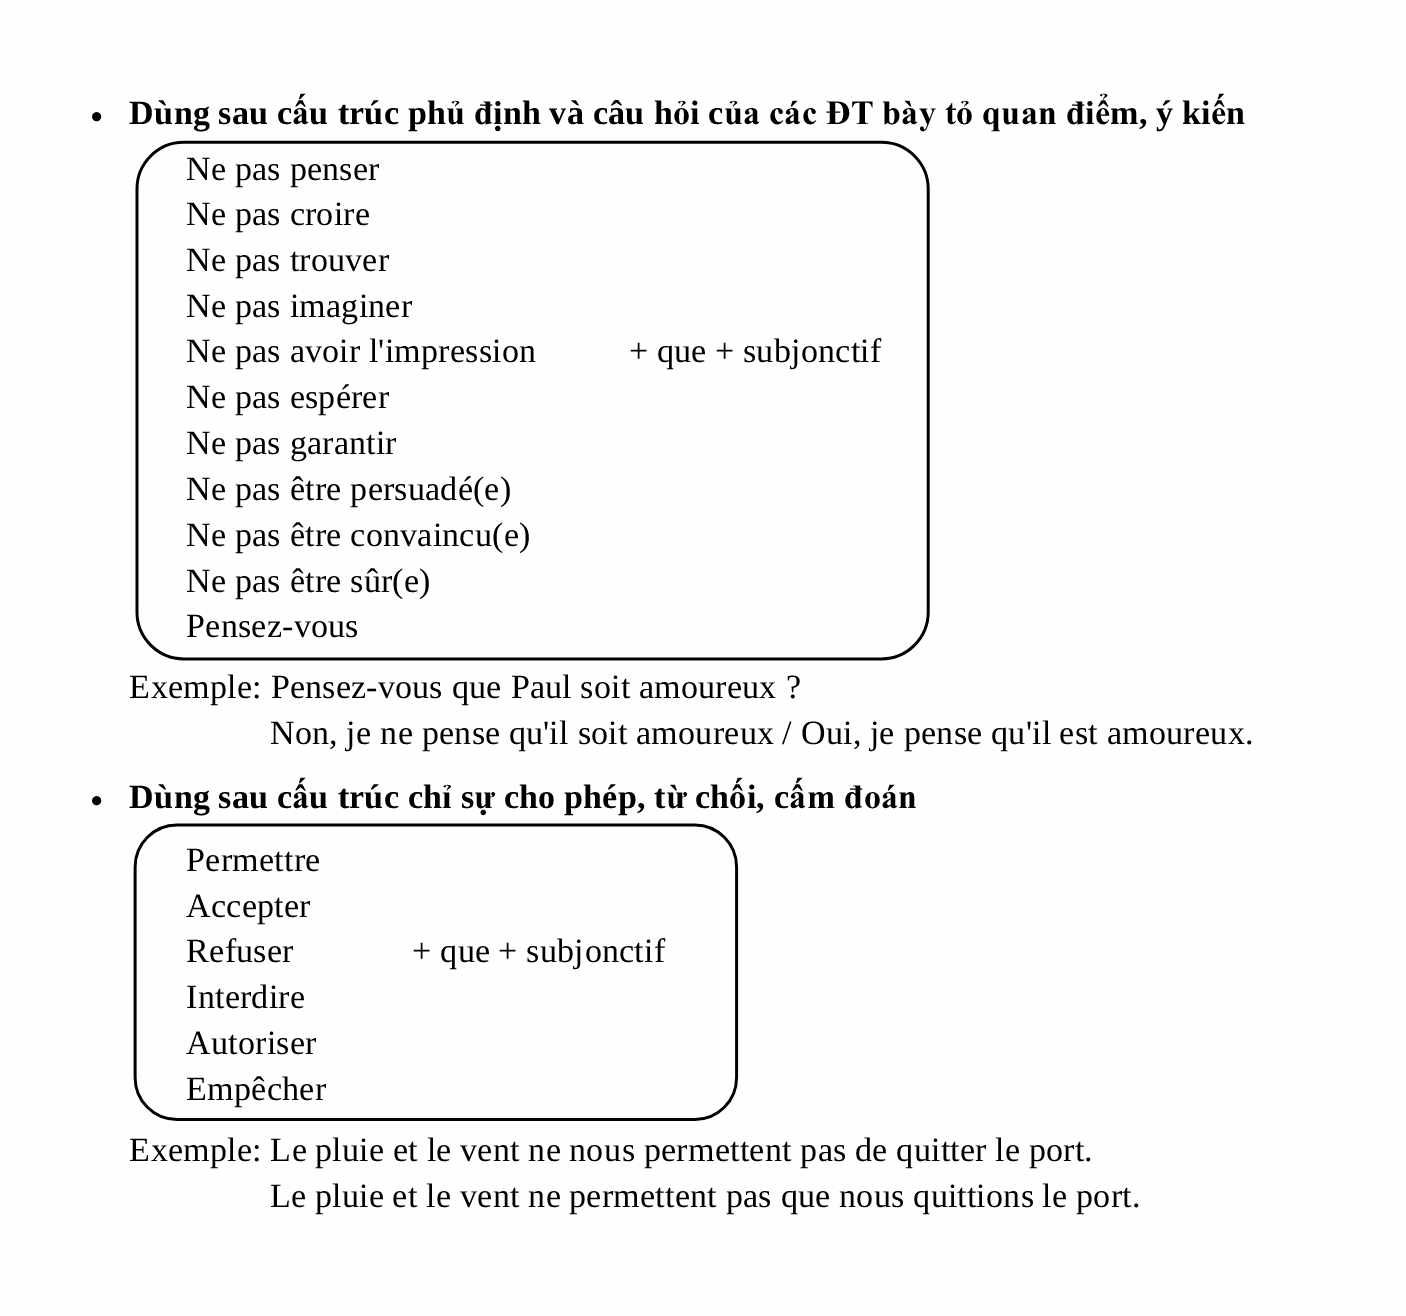 • Dùng sau cấu trúc phủ định và câu hỏi của các ĐT bày tỏ quan điểm, ý kiến
Ne pas penser
Ne pas croire
Ne pas trouver
Ne pas imaginer
Ne pas avoir l'impression + que + subjonctif
Ne pas espérer
Ne pas garantir
Ne pas être persuadé(e)
Ne pas être convaincu(e)
Ne pas être sûr(e)
Pensez-vous
Exemple: Pensez-vous que Paul soit amoureux ?
Non, je ne pense qu'il soit amoureux / Oui, je pense qu'il est amoureux.
• Dùng sau cấu trúc chỉ sự cho phép, từ chối, cấm đoán
Permettre
Accepter
Refuser + que + subjonctif
Interdire
Autoriser
Empêcher
Exemple: Le pluie et le vent ne nous permettent pas de quitter le port.
Le pluie et le vent ne permettent pas que nous quittions le port.